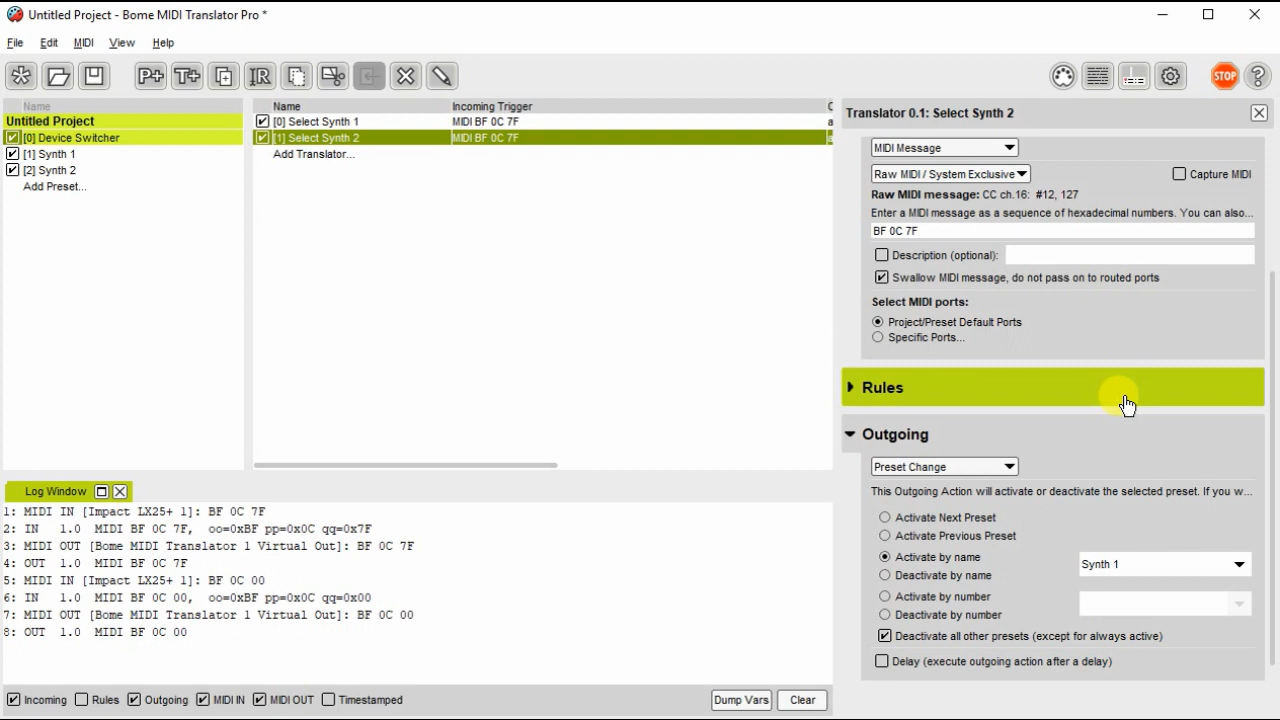 Untitled Project - Bome MIDI Translator Pro *
File Edit MIDI View Help
P+ T+ IR STOP ?
Name
Untitled Project
[0] Device Switcher
[1] Synth 1
[2] Synth 2
Add Preset...
Name Incoming Trigger
[0] Select Synth 1 MIDI BF 0C 7F
[1] Select Synth 2 MIDI BF 0C 7F
Add Translator...
Translator 0.1: Select Synth 2
MIDI Message
Raw MIDI / System Exclusive Capture MIDI
Raw MIDI message: CC ch.16: #12, 127
Enter a MIDI message as a sequence of hexadecimal numbers. You can also...
BF 0C 7F
Description (optional):
Swallow MIDI message, do not pass on to routed ports
Select MIDI ports:
Project/Preset Default Ports
Specific Ports...
Rules
Outgoing
Preset Change
This Outgoing Action will activate or deactivate the selected preset. If you w...
Activate Next Preset
Activate Previous Preset
Activate by name
Synth 1
Deactivate by name
Activate by number
Deactivate by number
Deactivate all other presets (except for always active)
Delay (execute outgoing action after a delay)
Log Window
1: MIDI IN [Impact LX25+ 1]: BF 0C 7F
2: IN 1.0 MIDI BF 0C 7F, oo=0xBF pp=0x0C qq=0x7F
3: MIDI OUT [Bome MIDI Translator 1 Virtual Out]: BF 0C 7F
4: OUT 1.0 MIDI BF 0C 7F
5: MIDI IN [Impact LX25+ 1]: BF 0C 00
6: IN 1.0 MIDI BF 0C 00, oo=0xBF pp=0x0C qq=0x00
7: MIDI OUT [Bome MIDI Translator 1 Virtual Out]: BF 0C 00
8: OUT 1.0 MIDI BF 0C 00
Incoming Rules Outgoing MIDI IN MIDI OUT Timestamped Dump Vars Clear